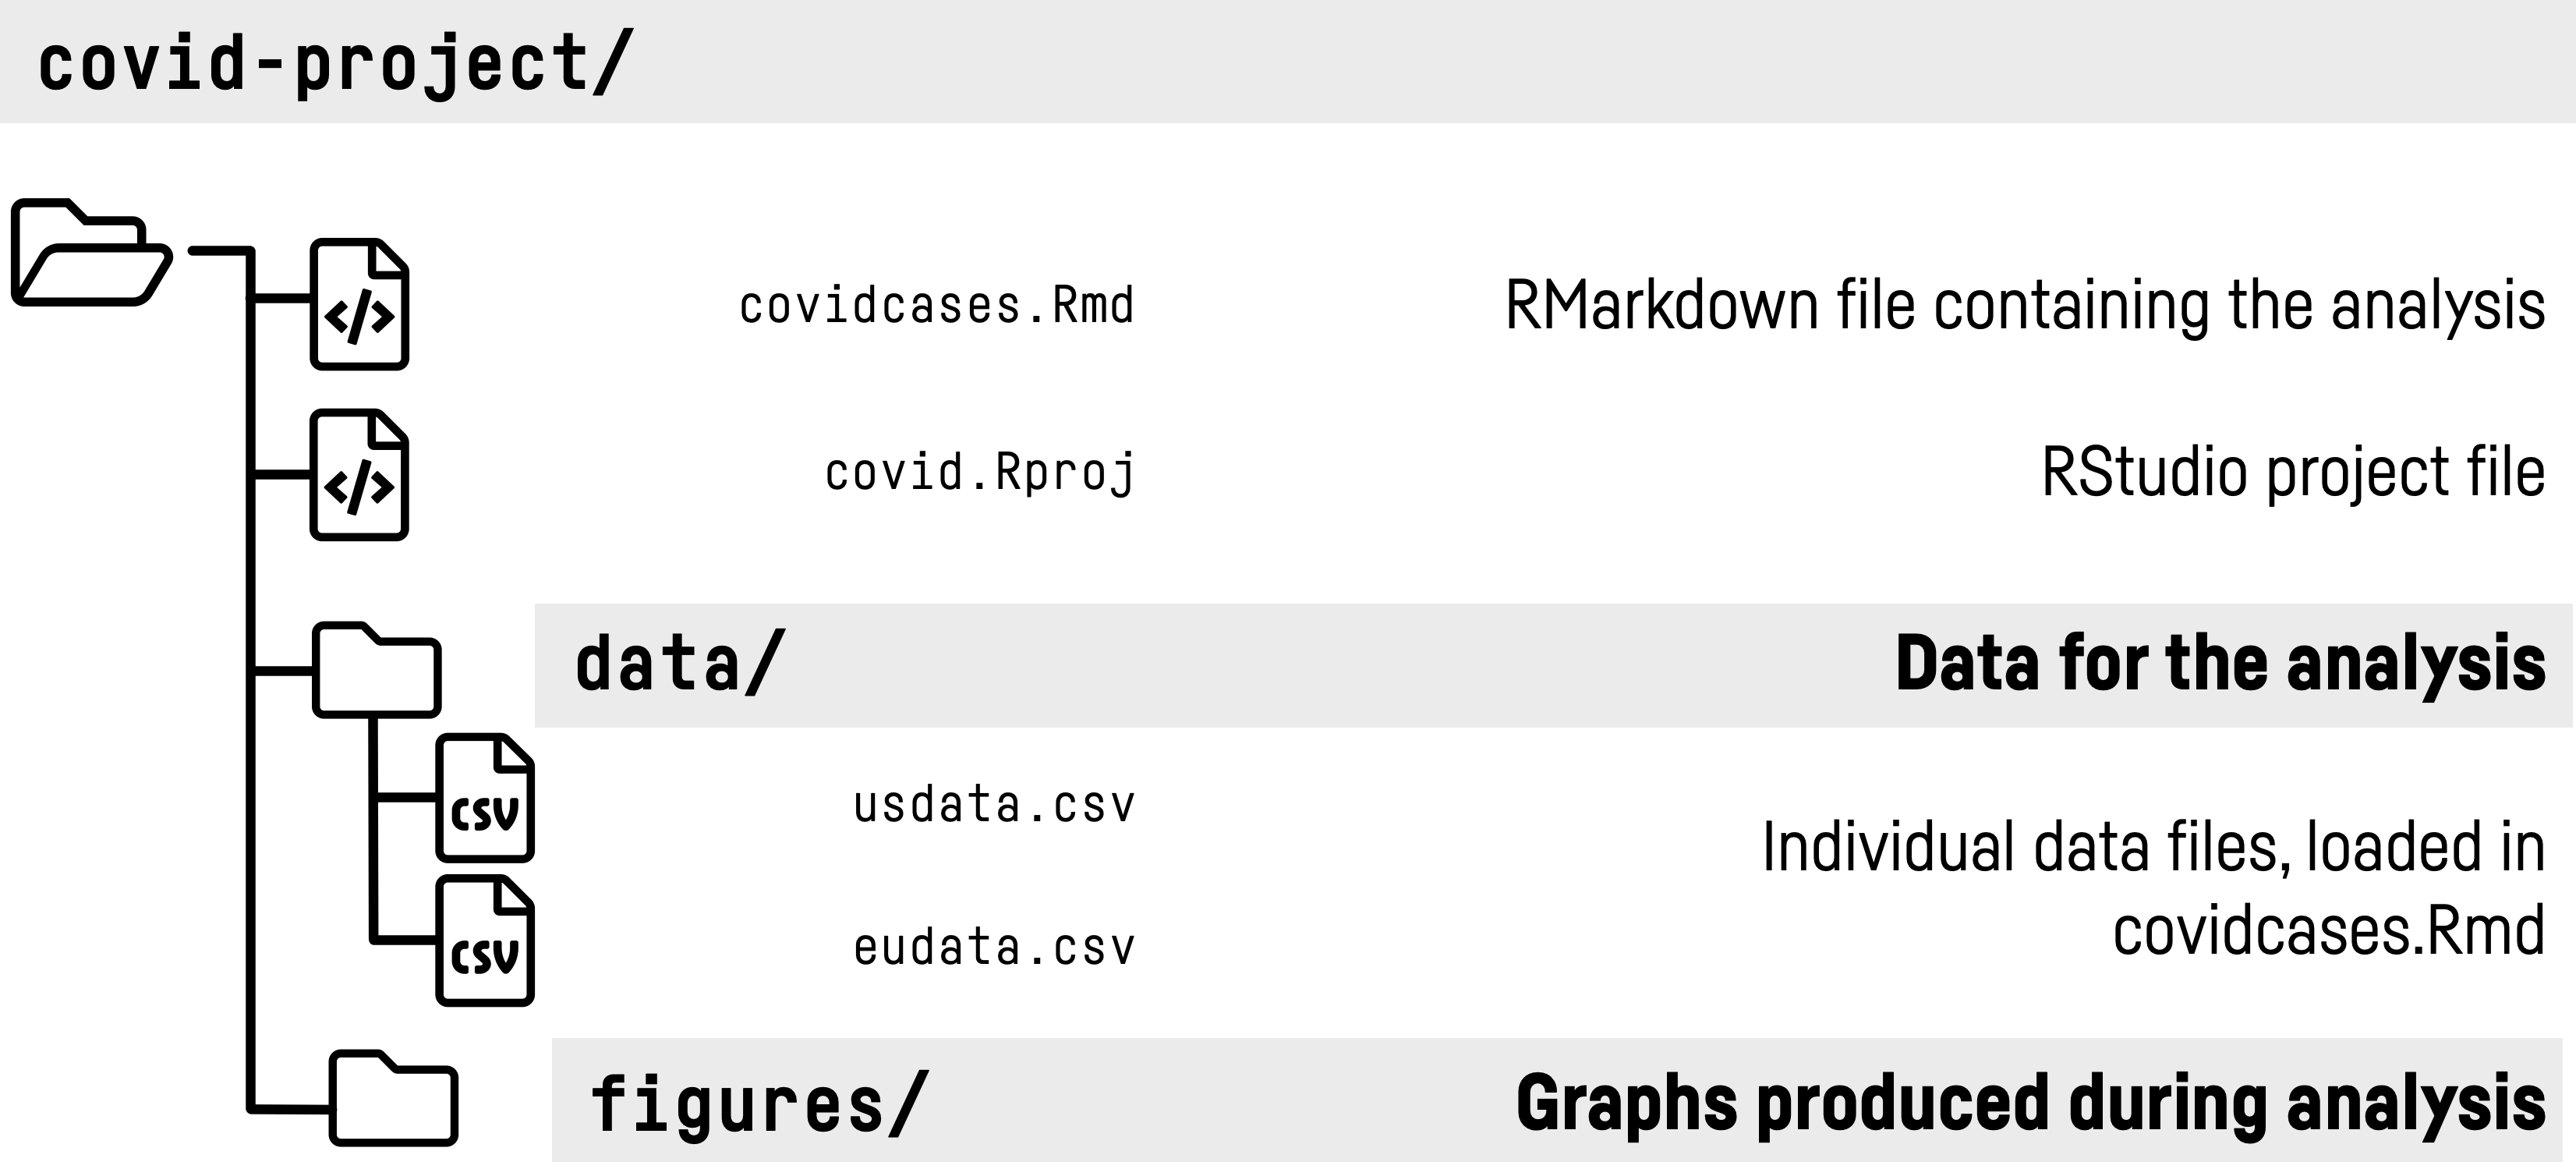 covid-project/
</>
covidcases.Rmd
RMarkdown file containing the analysis
</>
covid.Rproj
RStudio project file
data/
Data for the analysis
CSV
usdata.csv
Individual data files, loaded in
covidcases.Rmd
CSV
eudata.csv
figures/
Graphs produced during analysis